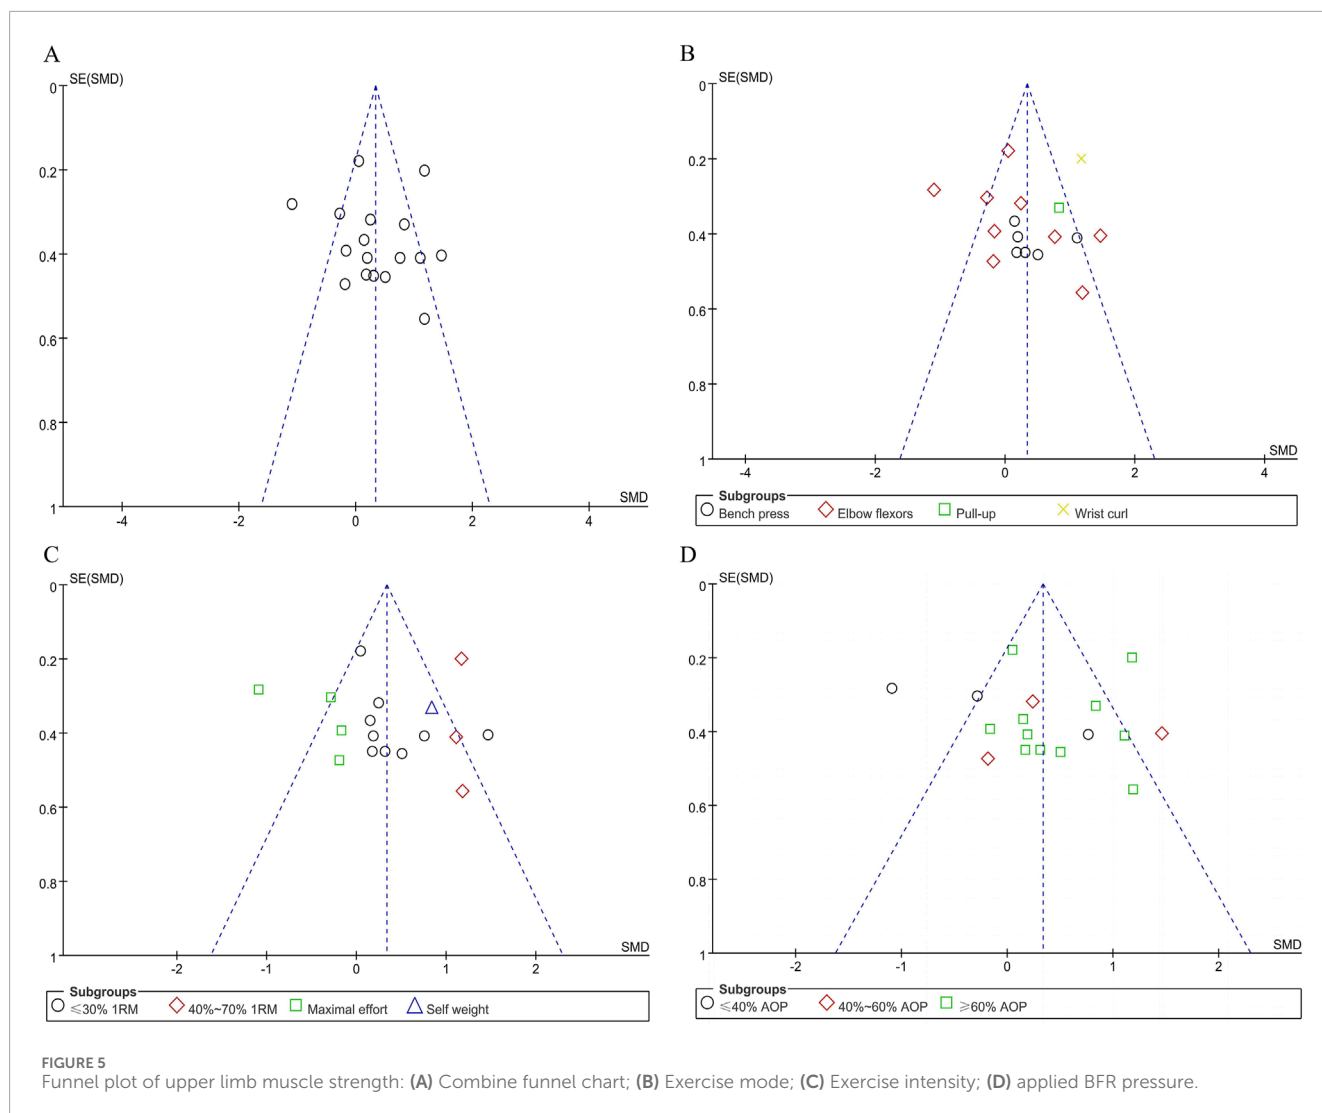 A
SE(SMD)
0
0.2
0.4
0.6
0.8
1
-4 -2 0 2 4
SMD
B
SE(SMD)
0
0.2
0.4
0.6
0.8
1
-4 -2 0 2 4
SMD
Subgroups
Bench press Elbow flexors Pull-up Wrist curl
C
SE(SMD)
0
0.2
0.4
0.6
0.8
1
-2 -1 0 1 2
SMD
Subgroups
⩽30% 1RM 40%~70% 1RM Maximal effort Self weight
D
SE(SMD)
0
0.2
0.4
0.6
0.8
1
-2 -1 0 1 2
SMD
Subgroups
⩽40% AOP 40%~60% AOP ⩾60% AOP
FIGURE 5
Funnel plot of upper limb muscle strength: (A) Combine funnel chart; (B) Exercise mode; (C) Exercise intensity; (D) applied BFR pressure.